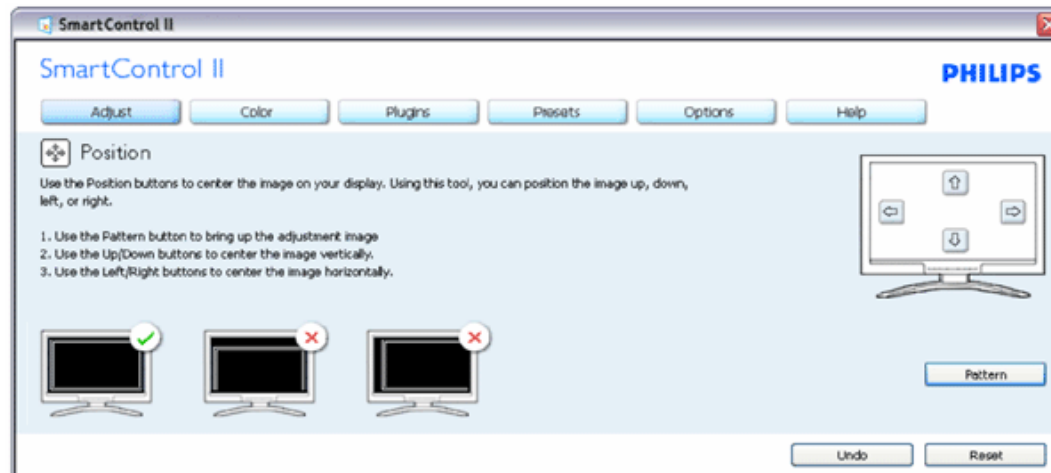 SmartControl II
SmartControl II
PHILIPS
Adjust Color Plugins Presets Options Help
Position
Use the Position buttons to center the image on your display. Using this tool, you can position the image up, down,
left, or right.
1. Use the Pattern button to bring up the adjustment image
2. Use the Up/Down buttons to center the image vertically.
3. Use the Left/Right buttons to center the image horizontally.
Pattern
Undo Reset